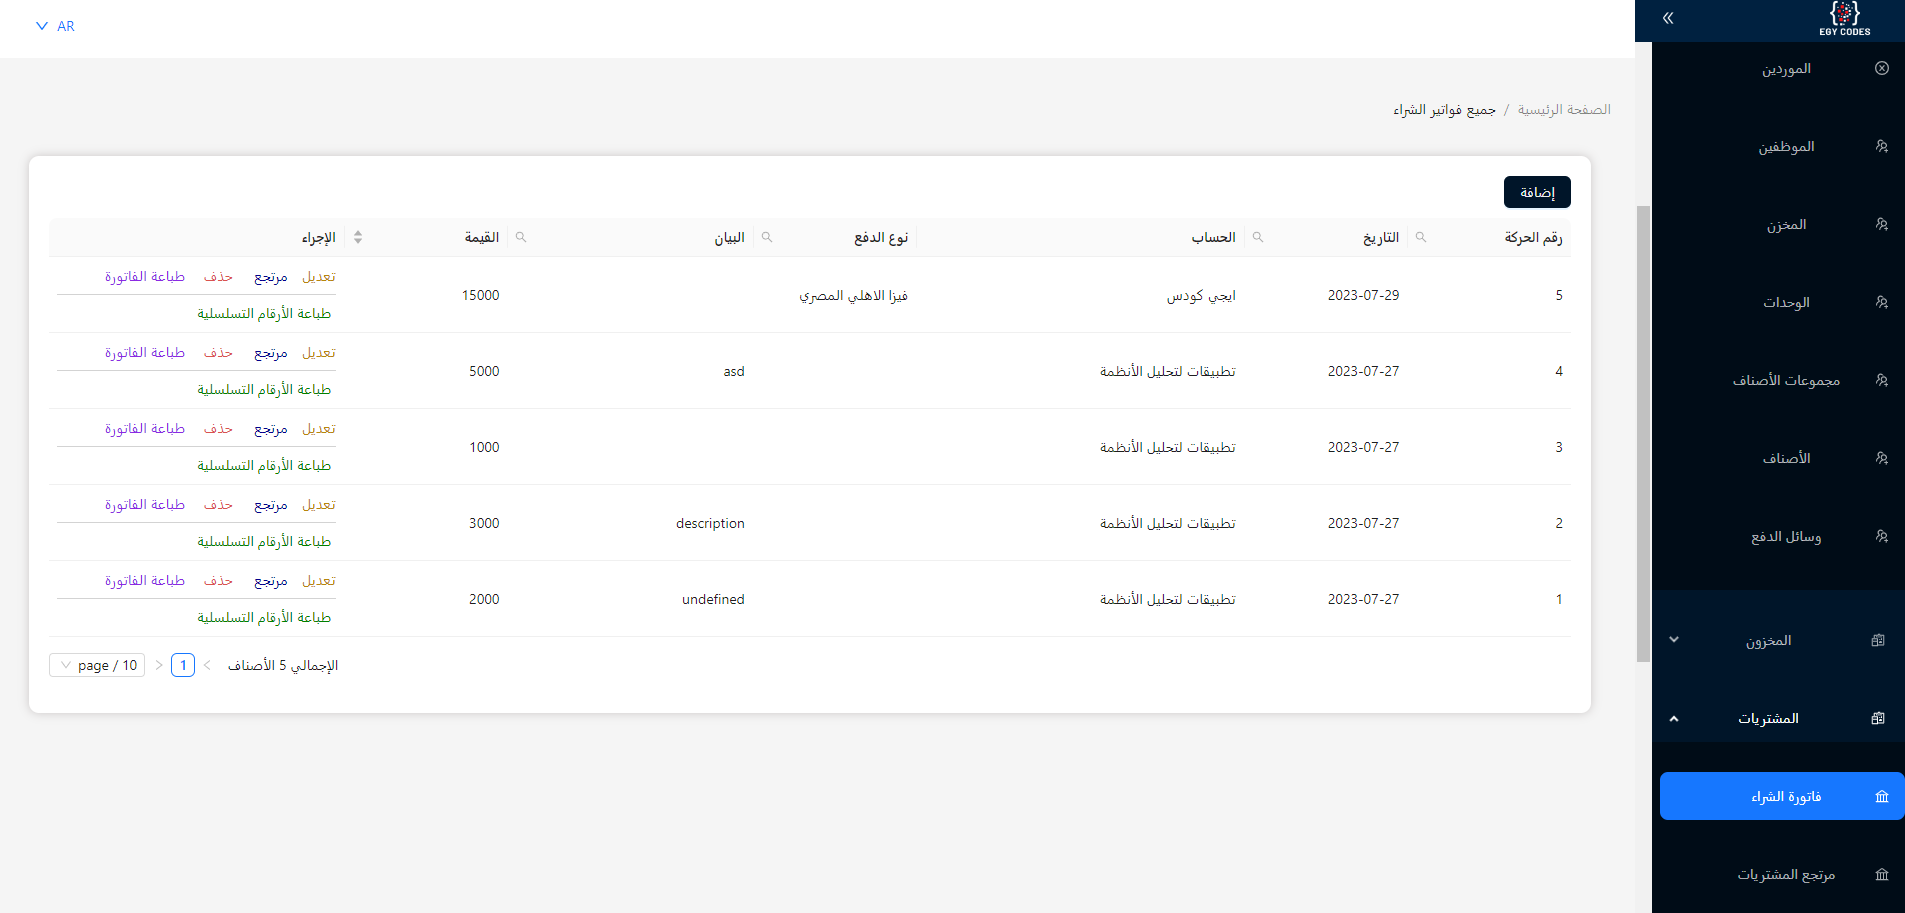 EGY CODES
الموردين
الموظفين
المخزن
الوحدات
مجموعات الأصناف
الأصناف
وسائل الدفع
المخزون
المشتريات
فاتورة الشراء
مرتجع المشتريات
AR
الصفحة الرئيسية / جميع فواتير الشراء
إضافة
رقم الحركة التاريخ الحساب نوع الدفع البيان القيمة الإجراء
5 2023-07-29 ايجي كودس فيزا الاهلي المصري 15000 تعديل مرتجع حذف طباعة الفاتورة
طباعة الأرقام التسلسلية
4 2023-07-27 تطبيقات لتحليل الأنظمة asd 5000 تعديل مرتجع حذف طباعة الفاتورة
طباعة الأرقام التسلسلية
3 2023-07-27 تطبيقات لتحليل الأنظمة 1000 تعديل مرتجع حذف طباعة الفاتورة
طباعة الأرقام التسلسلية
2 2023-07-27 تطبيقات لتحليل الأنظمة description 3000 تعديل مرتجع حذف طباعة الفاتورة
طباعة الأرقام التسلسلية
1 2023-07-27 تطبيقات لتحليل الأنظمة undefined 2000 تعديل مرتجع حذف طباعة الفاتورة
طباعة الأرقام التسلسلية
الإجمالي 5 الأصناف 1 page / 10